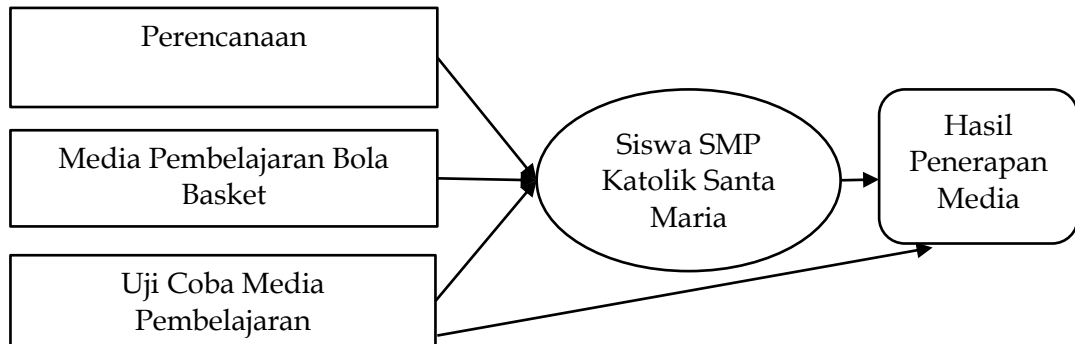 Perencanaan
Media Pembelajaran Bola
Basket
Uji Coba Media
Pembelajaran
Siswa SMP
Katolik Santa
Maria
Hasil
Penerapan
Media